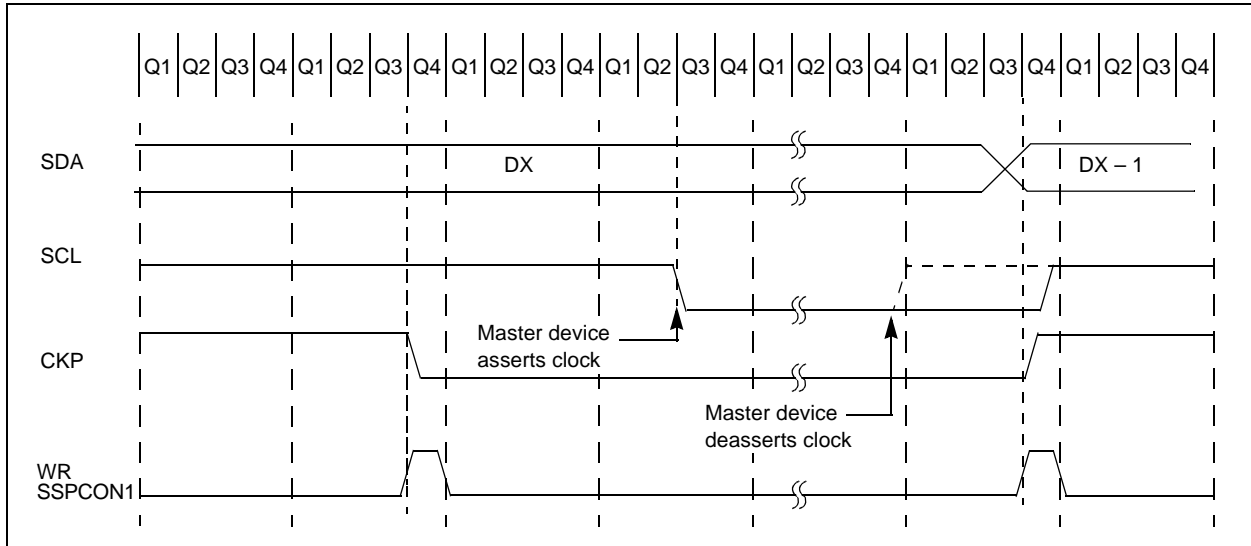 Q1 Q2 Q3 Q4 Q1 Q2 Q3 Q4 Q1 Q2 Q3 Q4 Q1 Q2 Q3 Q4 Q1 Q2 Q3 Q4 Q1 Q2 Q3 Q4 Q1 Q2 Q3 Q4
SDA
DX
DX – 1
SCL
Master device
asserts clock
CKP
Master device
deasserts clock
WR
SSPCON1